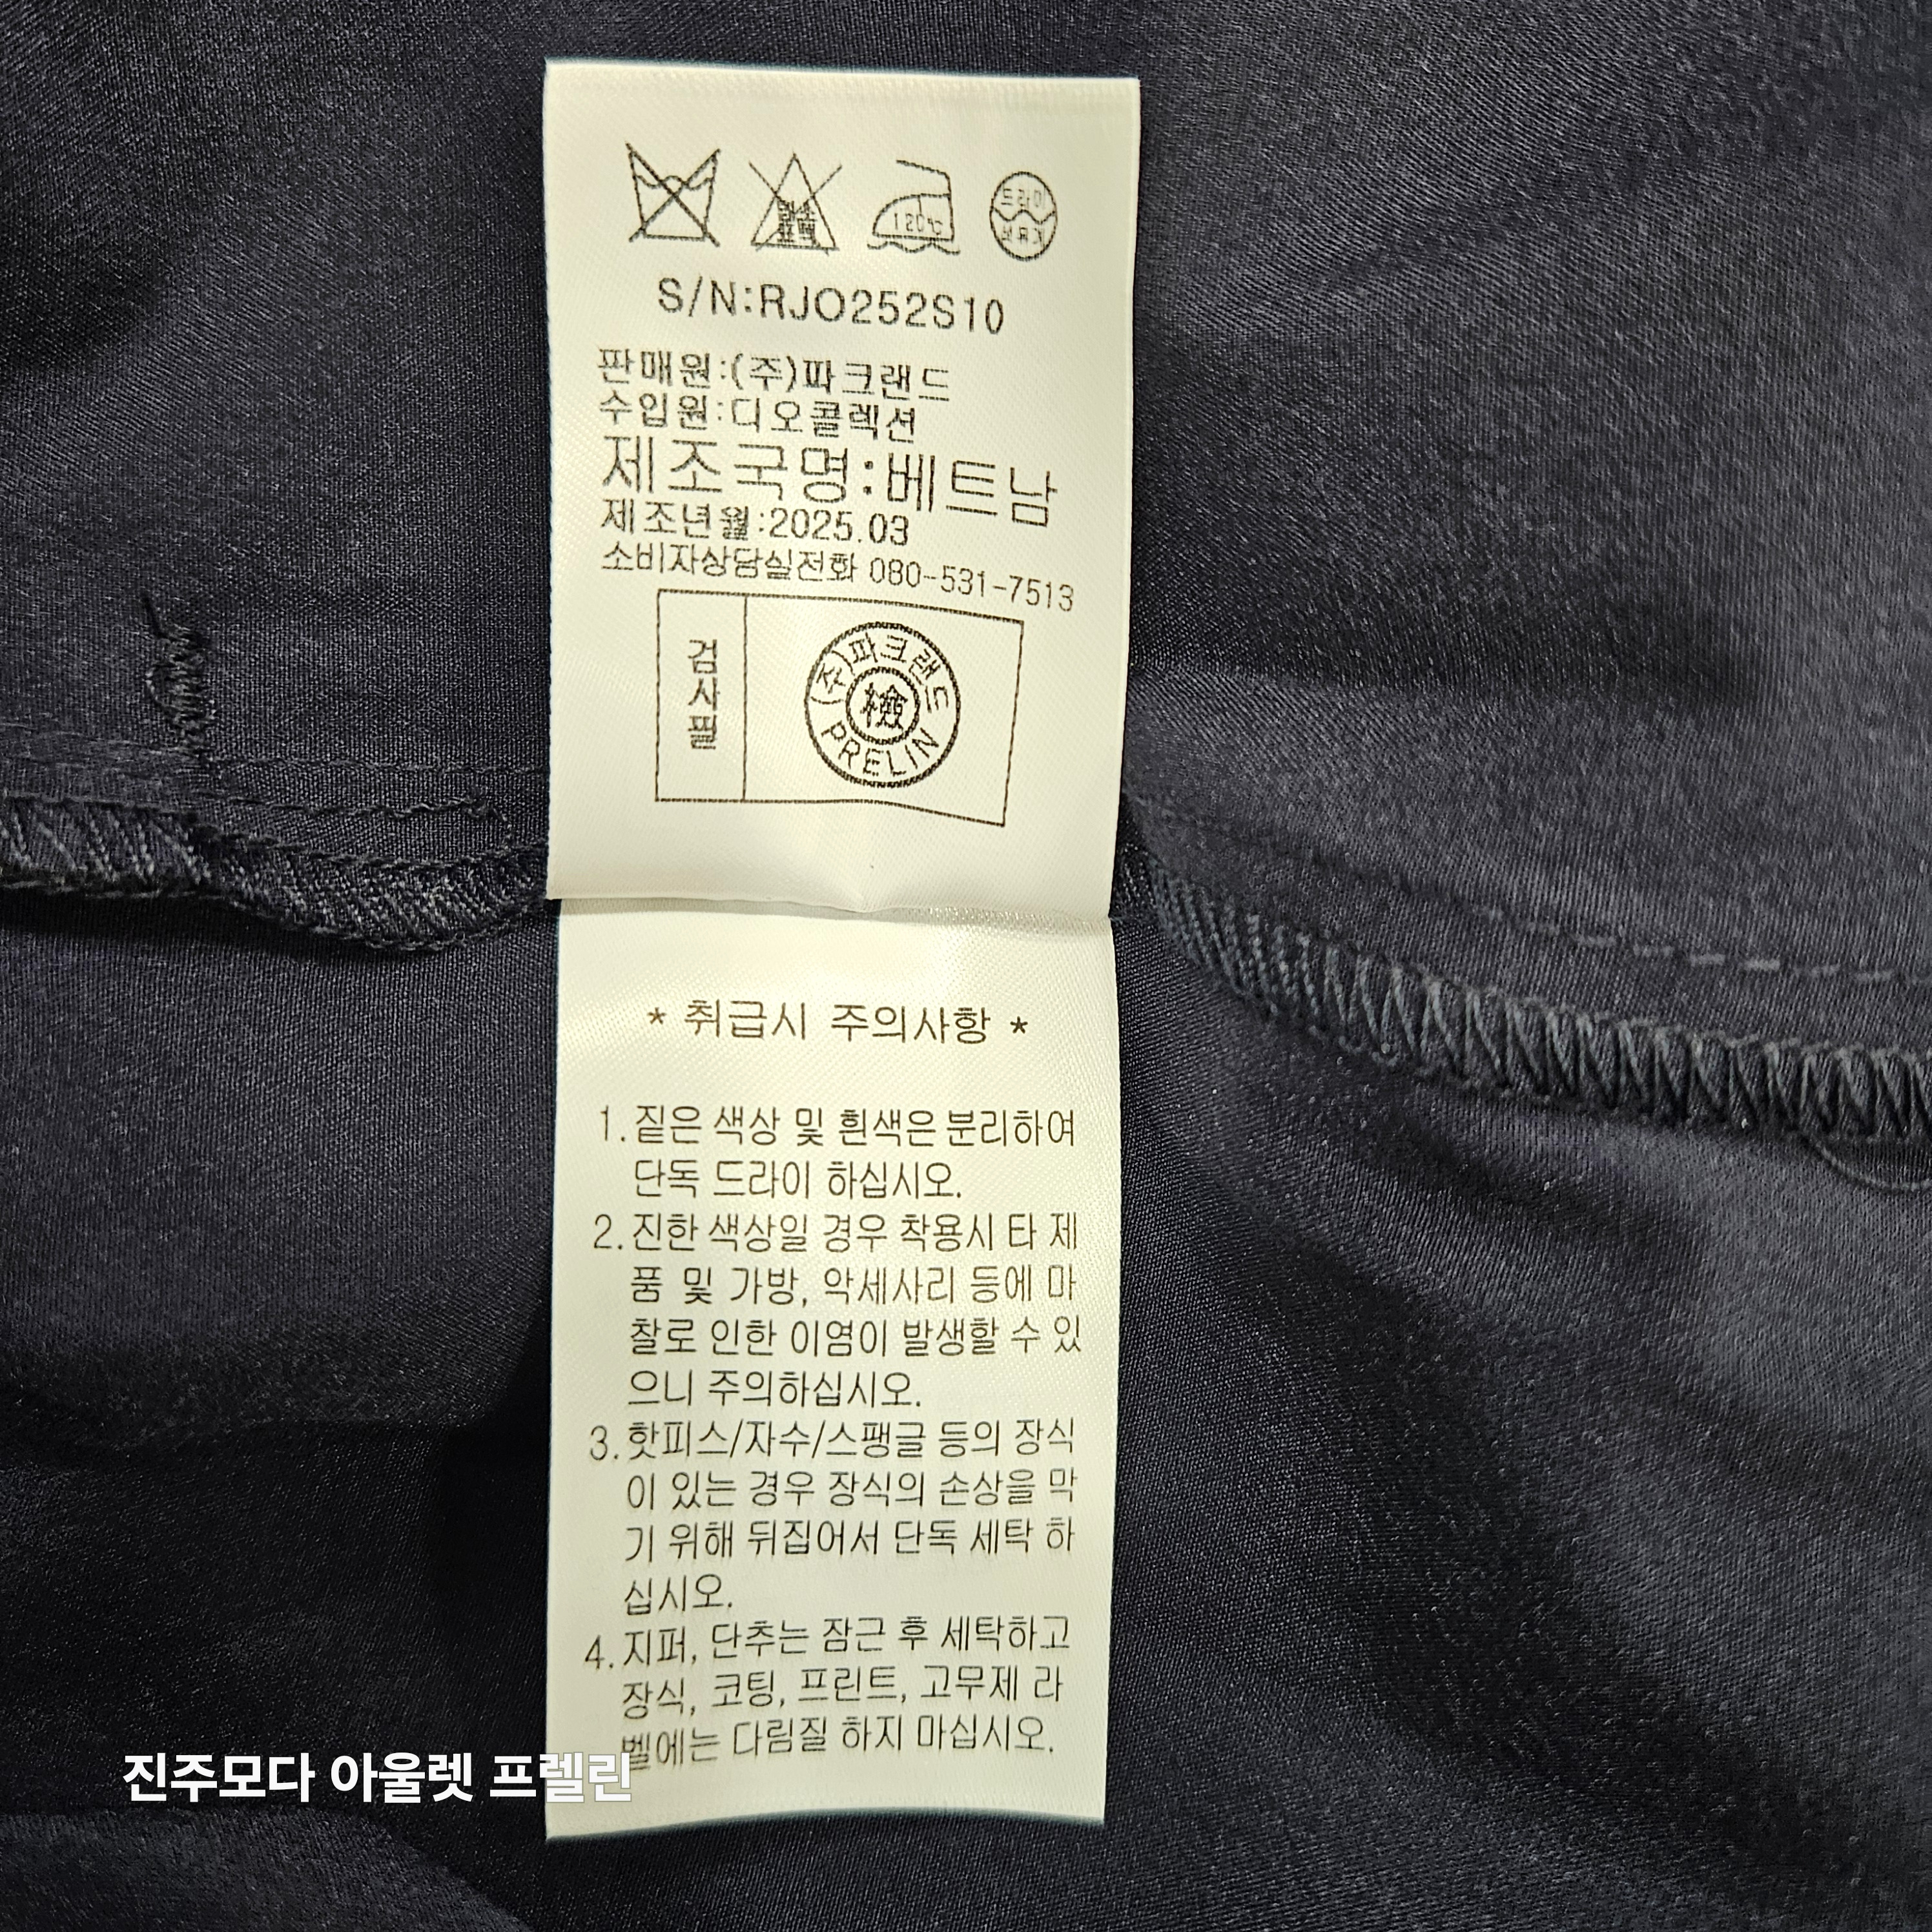 염소
표백
120℃
드라이
석유계
S/N:RJO252S10
판매원:(주)파크랜드
수입원:디오콜렉션
제조국명:베트남
제조년월:2025.03
소비자상담실전화 080-531-7513
검사필
(주)파크랜드
檢
PRELIN
* 취급시 주의사항 *
1.짙은 색상 및 흰색은 분리하여
단독 드라이 하십시오.
2.진한 색상일 경우 착용시 타 제
품 및 가방, 악세사리 등에 마
찰로 인한 이염이 발생할 수 있
으니 주의하십시오.
3.핫피스/자수/스팽글 등의 장식
이 있는 경우 장식의 손상을 막
기 위해 뒤집어서 단독 세탁 하
십시오.
4.지퍼, 단추는 잠근 후 세탁하고
장식, 코팅, 프린트, 고무제 라
벨에는 다림질 하지 마십시오.
진주모다 아울렛 프렐린